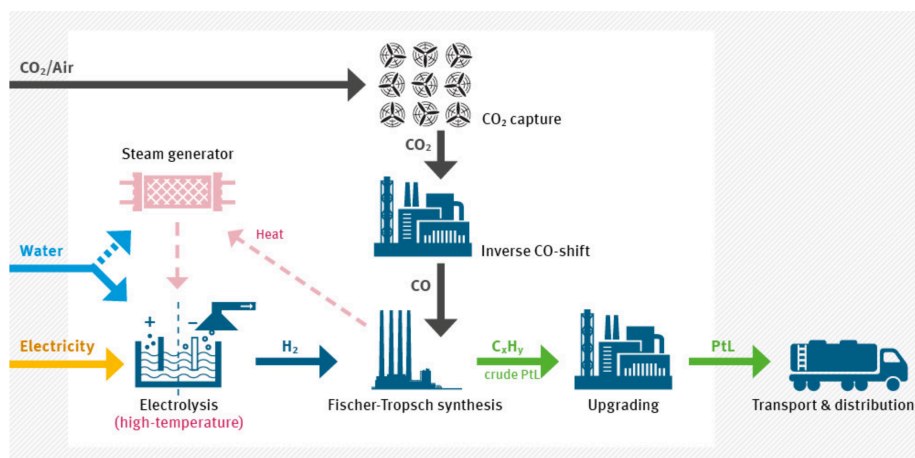 CO₂/Air
CO₂ capture
CO₂
Steam generator
Heat
Water
Inverse CO-shift
CO
+ −
Electricity
H₂
CₓHᵧ
crude PtL
PtL
Electrolysis
(high-temperature)
Fischer-Tropsch synthesis
Upgrading
Transport & distribution